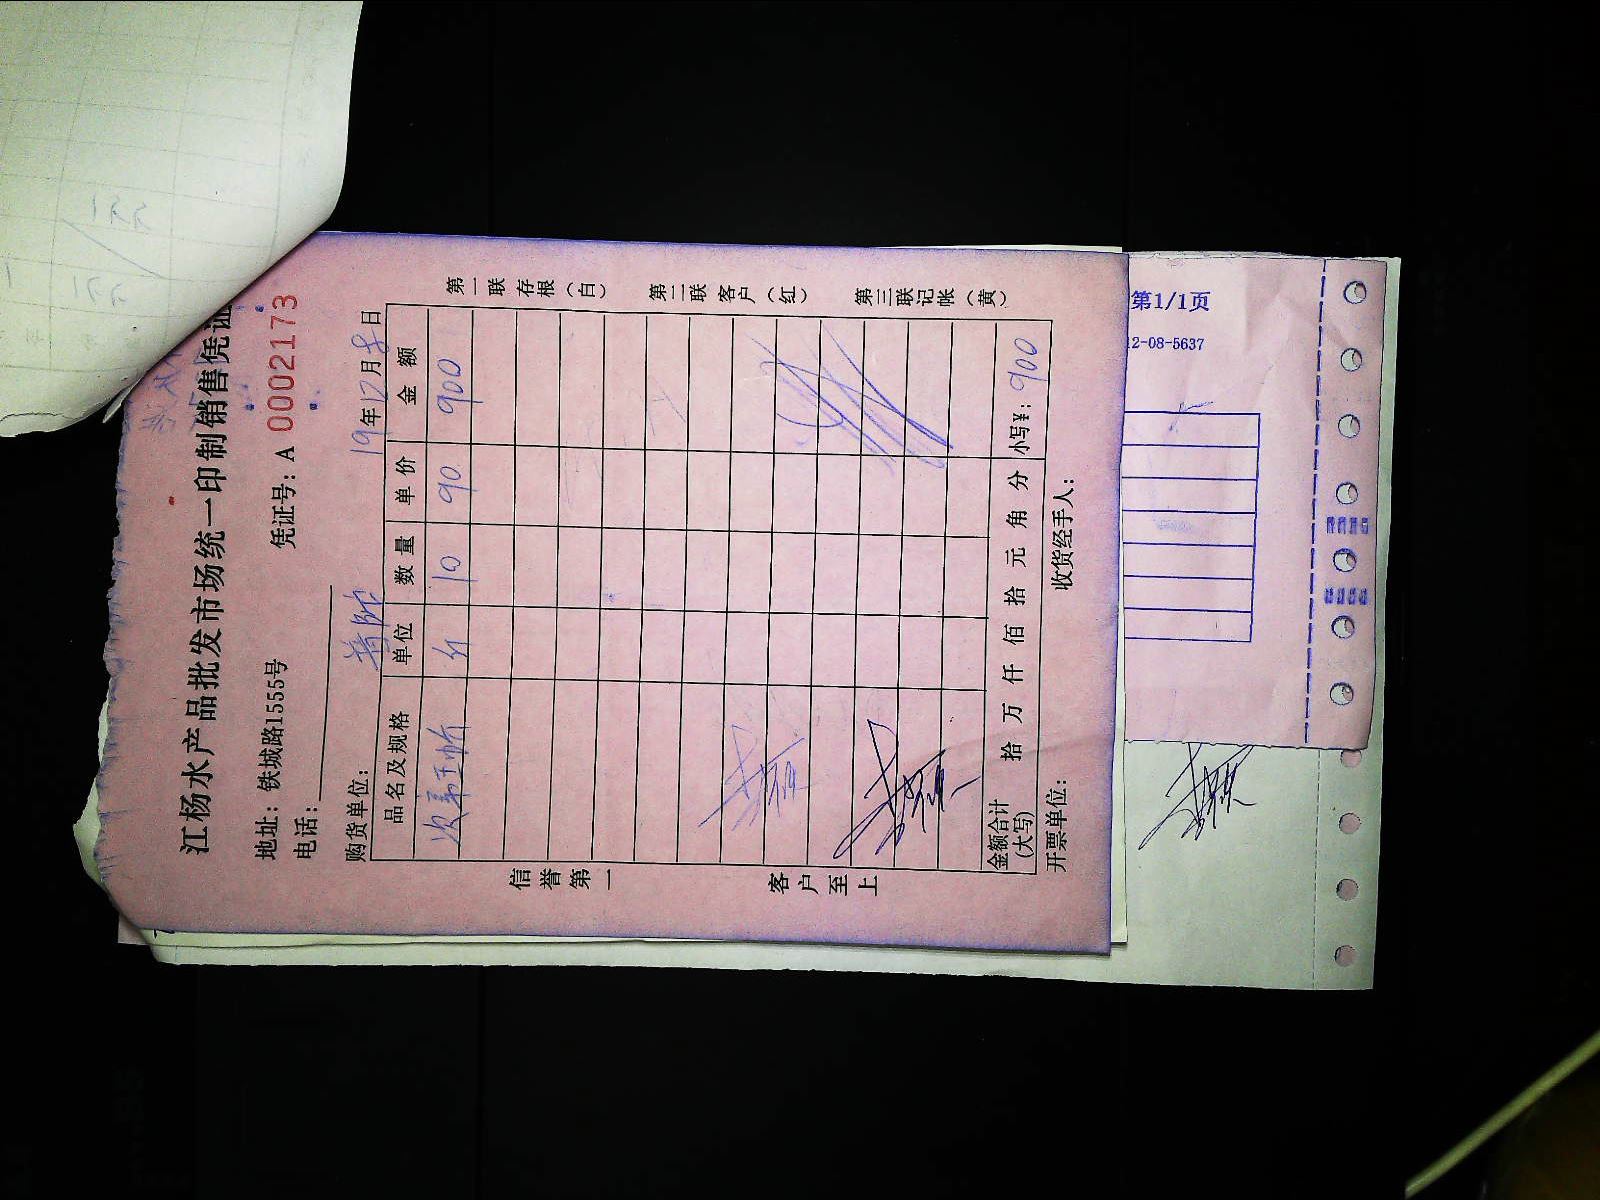 江杨水产品批发市场统一印制销售凭证
地址: 铁城路1555号 凭证号: A 0002173
电话:
购货单位: 19年12月8日
品名及规格 单位 数量 单价 金额
10 90 900
金额合计(大写) 拾 万 仟 佰 拾 元 角 分 小写¥: 900
开票单位: 收货经手人:
信誉第一
客户至上
第一联存根(白)
第二联客户(红)
第三联记帐(黄)
第1/1页
12-08-5637